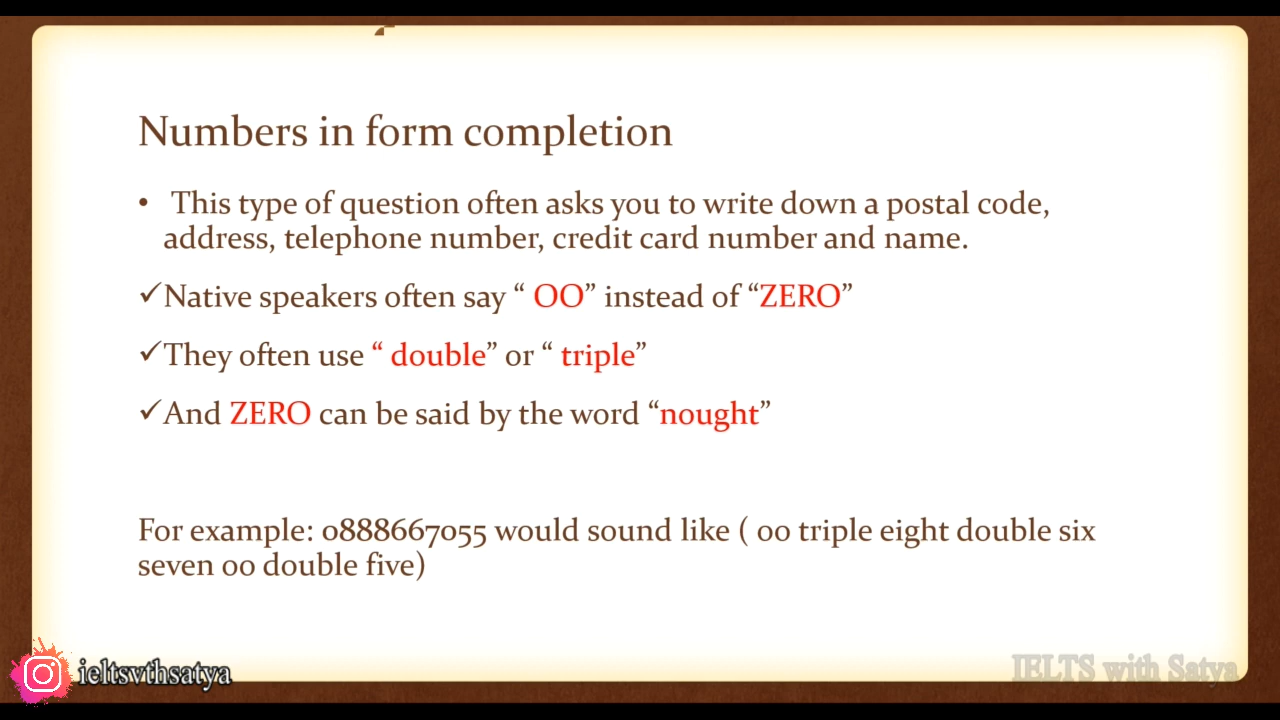 Numbers in form completion
• This type of question often asks you to write down a postal code,
address, telephone number, credit card number and name.
✓Native speakers often say “ OO” instead of “ZERO”
✓They often use “ double” or “ triple”
✓And ZERO can be said by the word “nought”
For example: 0888667055 would sound like ( oo triple eight double six
seven oo double five)
ieltsvthsatya
IELTS with Satya